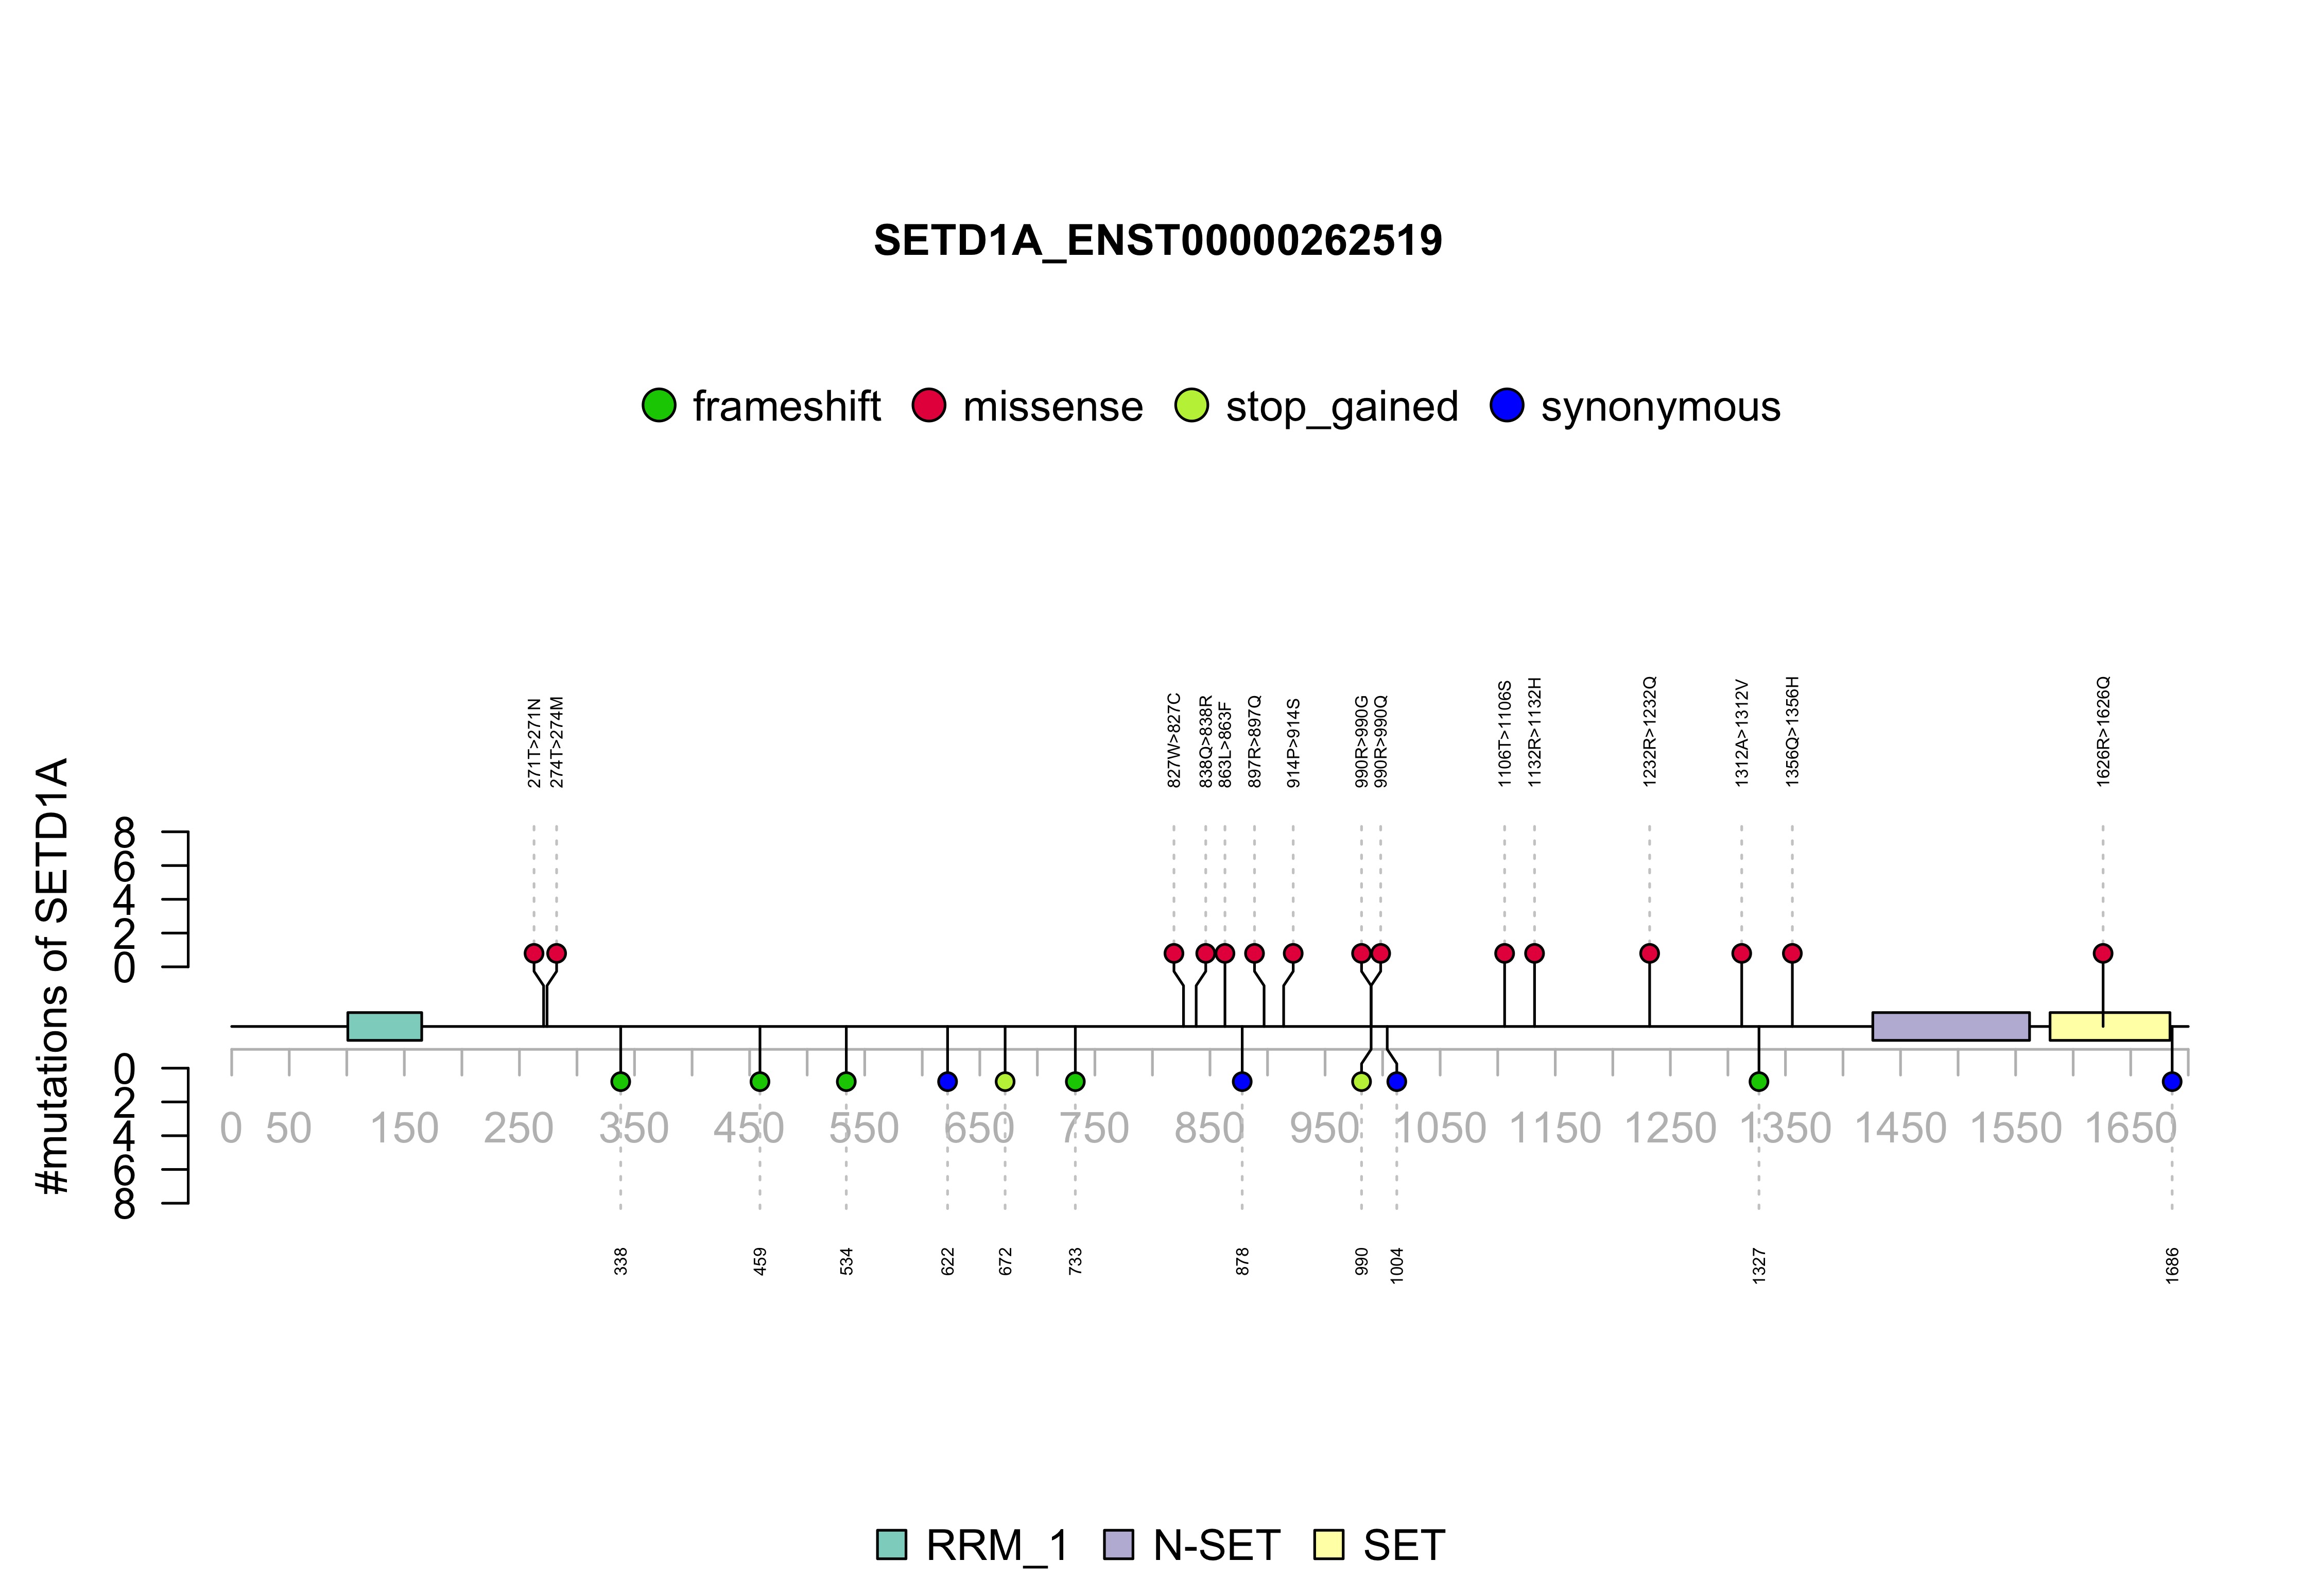 SETD1A_ENST00000262519
frameshift missense stop_gained synonymous
271T>271N
274T>274M
827W>827C
838Q>838R
863L>863F
897R>897Q
914P>914S
990R>990G
990R>990Q
1106T>1106S
1132R>1132H
1232R>1232Q
1312A>1312V
1356Q>1356H
1626R>1626Q
#mutations of SETD1A
8
6
4
2
0
0
2
4
6
8
0 50 150 250 350 450 550 650 750 850 950 1050 1150 1250 1350 1450 1550 1650
338
459
534
622
672
733
878
990
1004
1327
1686
RRM_1 N-SET SET